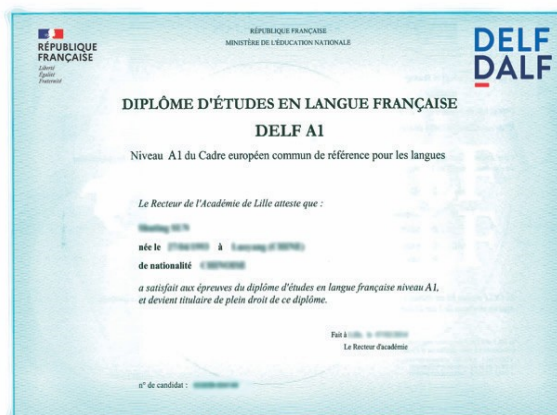 RÉPUBLIQUE
FRANÇAISE
Liberté
Égalité
Fraternité
RÉPUBLIQUE FRANÇAISE
MINISTÈRE DE L'ÉDUCATION NATIONALE
DELF
DALF
DIPLÔME D'ÉTUDES EN LANGUE FRANÇAISE
DELF A1
Niveau A1 du Cadre européen commun de référence pour les langues
Le Recteur de l'Académie de Lille atteste que :
née le à
de nationalité
a satisfait aux épreuves du diplôme d'études en langue française niveau A1,
et devient titulaire de plein droit de ce diplôme.
Fait à
Le Recteur d'académie
n° de candidat :